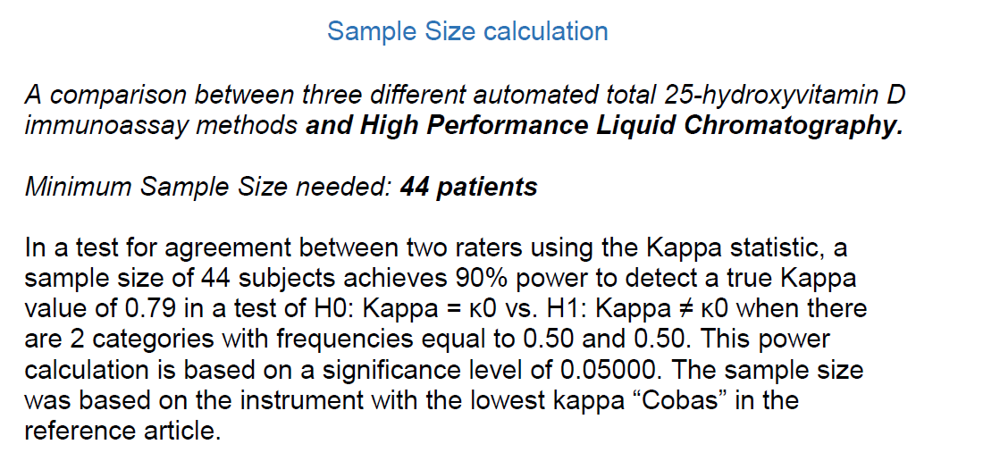 Sample Size calculation
A comparison between three different automated total 25-hydroxyvitamin D
immunoassay methods and High Performance Liquid Chromatography.
Minimum Sample Size needed: 44 patients
In a test for agreement between two raters using the Kappa statistic, a
sample size of 44 subjects achieves 90% power to detect a true Kappa
value of 0.79 in a test of H0: Kappa = κ0 vs. H1: Kappa ≠ κ0 when there
are 2 categories with frequencies equal to 0.50 and 0.50. This power
calculation is based on a significance level of 0.05000. The sample size
was based on the instrument with the lowest kappa “Cobas” in the
reference article.